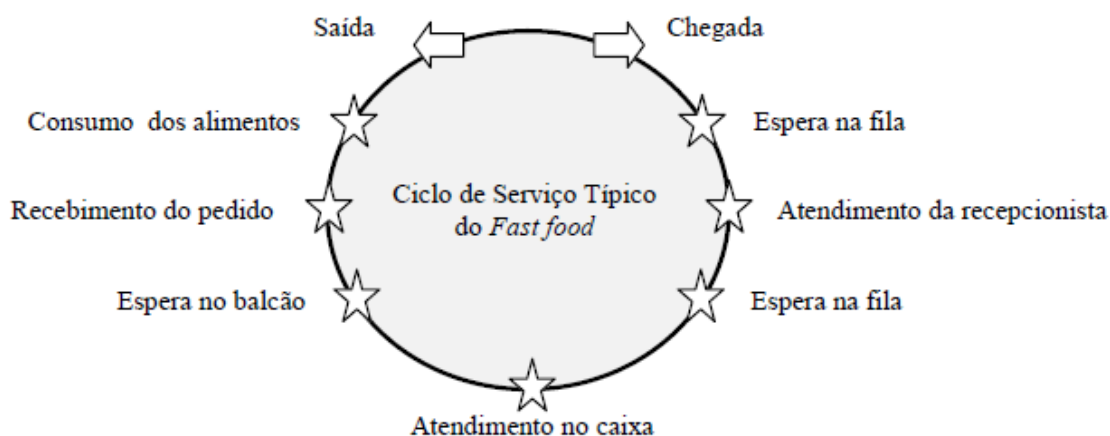 Saída
Chegada
Consumo dos alimentos
Espera na fila
Ciclo de Serviço Típico
do Fast food
Recebimento do pedido
Atendimento da recepcionista
Espera no balcão
Espera na fila
Atendimento no caixa